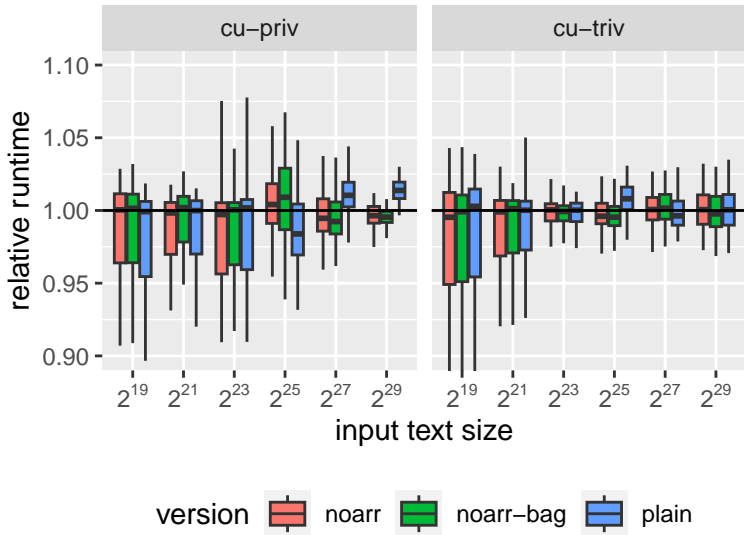 cu−priv cu−triv
relative runtime
1.10
1.05
1.00
0.95
0.90
2^19 2^21 2^23 2^25 2^27 2^29 2^19 2^21 2^23 2^25 2^27 2^29
input text size
version noarr noarr−bag plain